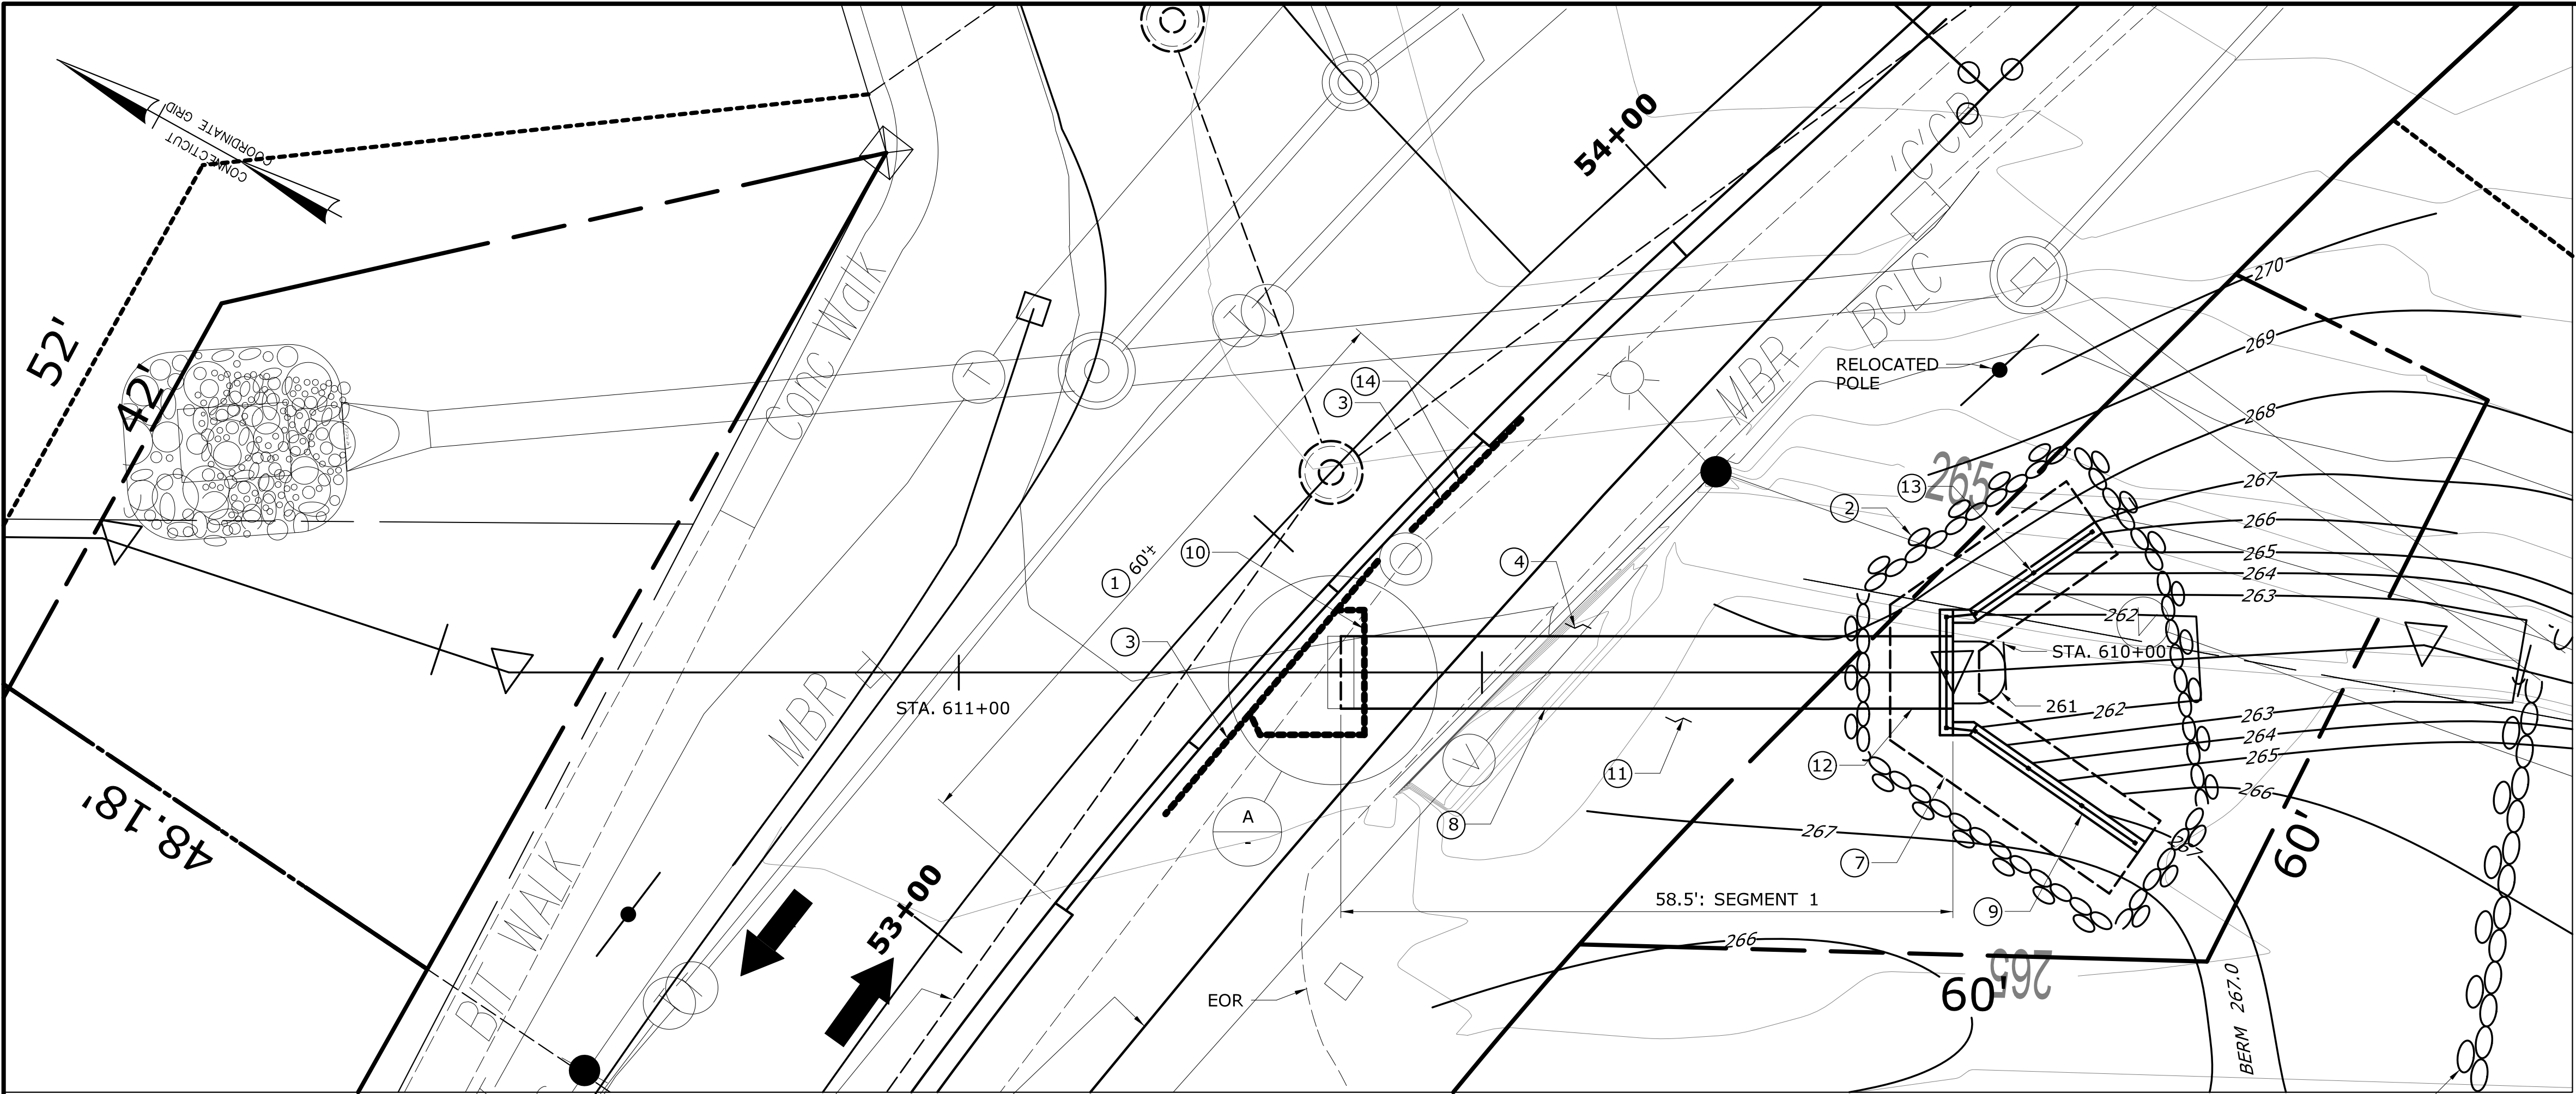 COORDINATE GRID
CONNECTICUT
52'
42'
48.18'
conc Walk
T
T
54+00
'C'CB
BCLC
MBR
RELOCATED
POLE
270
269
268
267
266
265
264
263
262
265
14
3
13
2
10
1
60'±
4
3
STA. 610+00
STA. 611+00
261
262
263
264
265
266
267
MBR
12
11
8
7
9
A
-
58.5': SEGMENT 1
267
266
60'
60'
265
53+00
BIT WALK
EOR
BERM 267.0